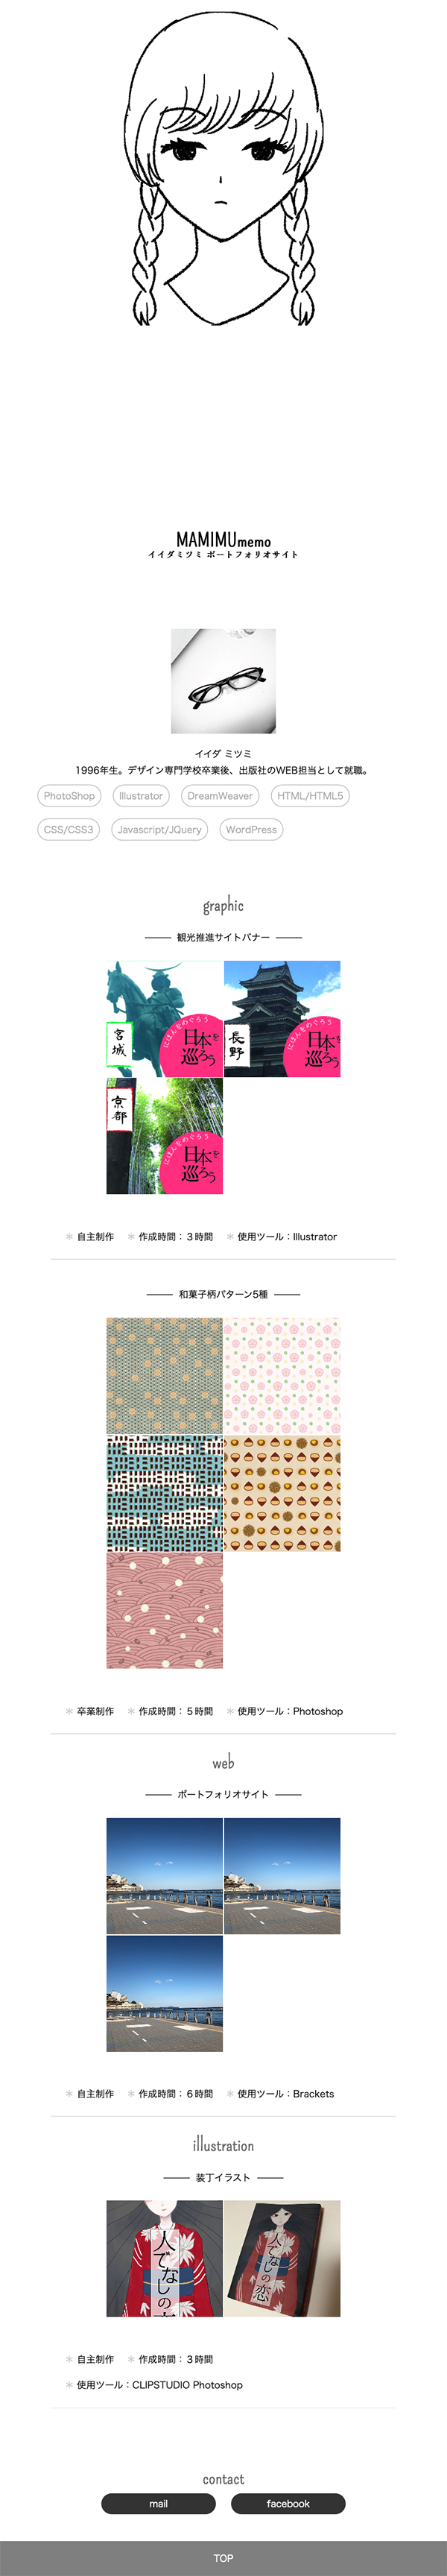 MAMIMUmemo
イイダミツミ ポートフォリオサイト
イイダ ミツミ
1996年生。デザイン専門学校卒業後、出版社のWEB担当として就職。
PhotoShop Illustrator DreamWeaver HTML/HTML5
CSS/CSS3 Javascript/JQuery WordPress
graphic
観光推進サイトバナー
宮城
にほんをめぐろう
日本を巡ろう
長野
にほんをめぐろう
日本を巡ろう
京都
にほんをめぐろう
日本を巡ろう
＊ 自主制作 ＊ 作成時間：３時間 ＊ 使用ツール：Illustrator
和菓子柄パターン5種
＊ 卒業制作 ＊ 作成時間：５時間 ＊ 使用ツール：Photoshop
web
ポートフォリオサイト
＊ 自主制作 ＊ 作成時間：６時間 ＊ 使用ツール：Brackets
illustration
装丁イラスト
人でなしの恋
人でなしの恋
＊ 自主制作 ＊ 作成時間：３時間
＊ 使用ツール：CLIPSTUDIO Photoshop
contact
mail facebook
TOP